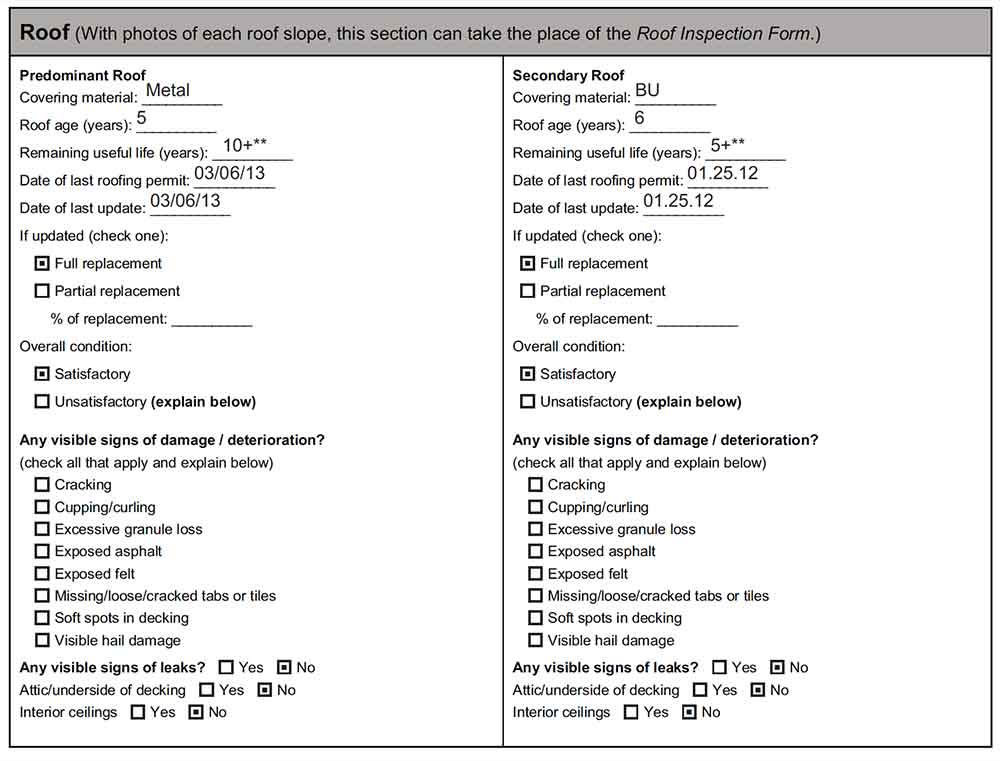 Roof (With photos of each roof slope, this section can take the place of the Roof Inspection Form.)
Predominant Roof
Covering material: Metal
Roof age (years): 5
Remaining useful life (years): 10+**
Date of last roofing permit: 03/06/13
Date of last update: 03/06/13
If updated (check one):
Full replacement
Partial replacement
% of replacement: __________
Overall condition:
Satisfactory
Unsatisfactory (explain below)
Any visible signs of damage / deterioration?
(check all that apply and explain below)
Cracking
Cupping/curling
Excessive granule loss
Exposed asphalt
Exposed felt
Missing/loose/cracked tabs or tiles
Soft spots in decking
Visible hail damage
Any visible signs of leaks? Yes No
Attic/underside of decking Yes No
Interior ceilings Yes No
Secondary Roof
Covering material: BU
Roof age (years): 6
Remaining useful life (years): 5+**
Date of last roofing permit: 01.25.12
Date of last update: 01.25.12
If updated (check one):
Full replacement
Partial replacement
% of replacement: __________
Overall condition:
Satisfactory
Unsatisfactory (explain below)
Any visible signs of damage / deterioration?
(check all that apply and explain below)
Cracking
Cupping/curling
Excessive granule loss
Exposed asphalt
Exposed felt
Missing/loose/cracked tabs or tiles
Soft spots in decking
Visible hail damage
Any visible signs of leaks? Yes No
Attic/underside of decking Yes No
Interior ceilings Yes No